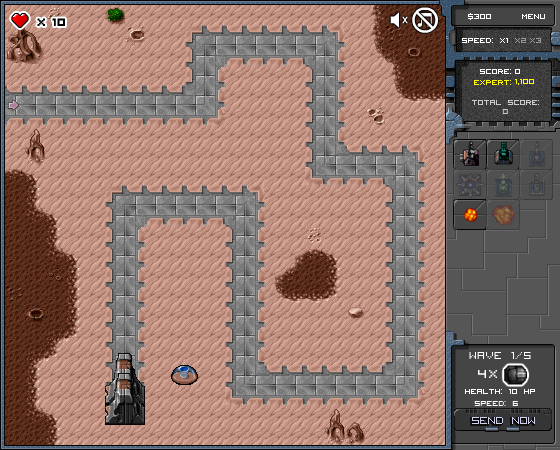 x 10
$300 MENU
SPEED: X1 X2 X3
SCORE: 0
EXPERT: 1,100
TOTAL SCORE:
0
WAVE 1/5
4X
HEALTH: 10 HP
SPEED: 6
SEND NOW